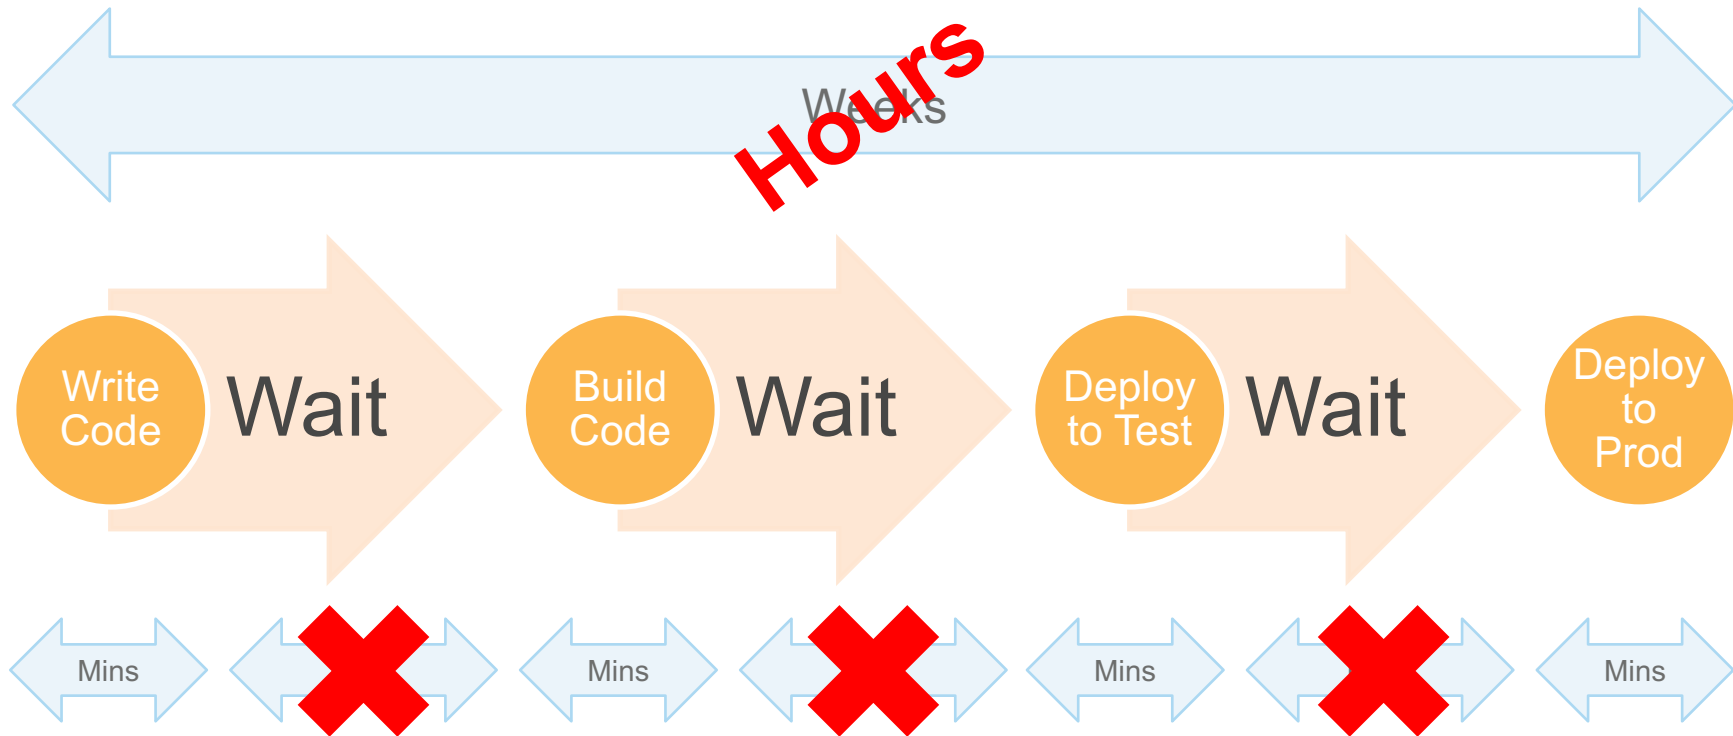 Weeks
Hours
Write
Code
Wait
Build
Code
Wait
Deploy
to Test
Wait
Deploy
to
Prod
Mins
Mins
Mins
Mins